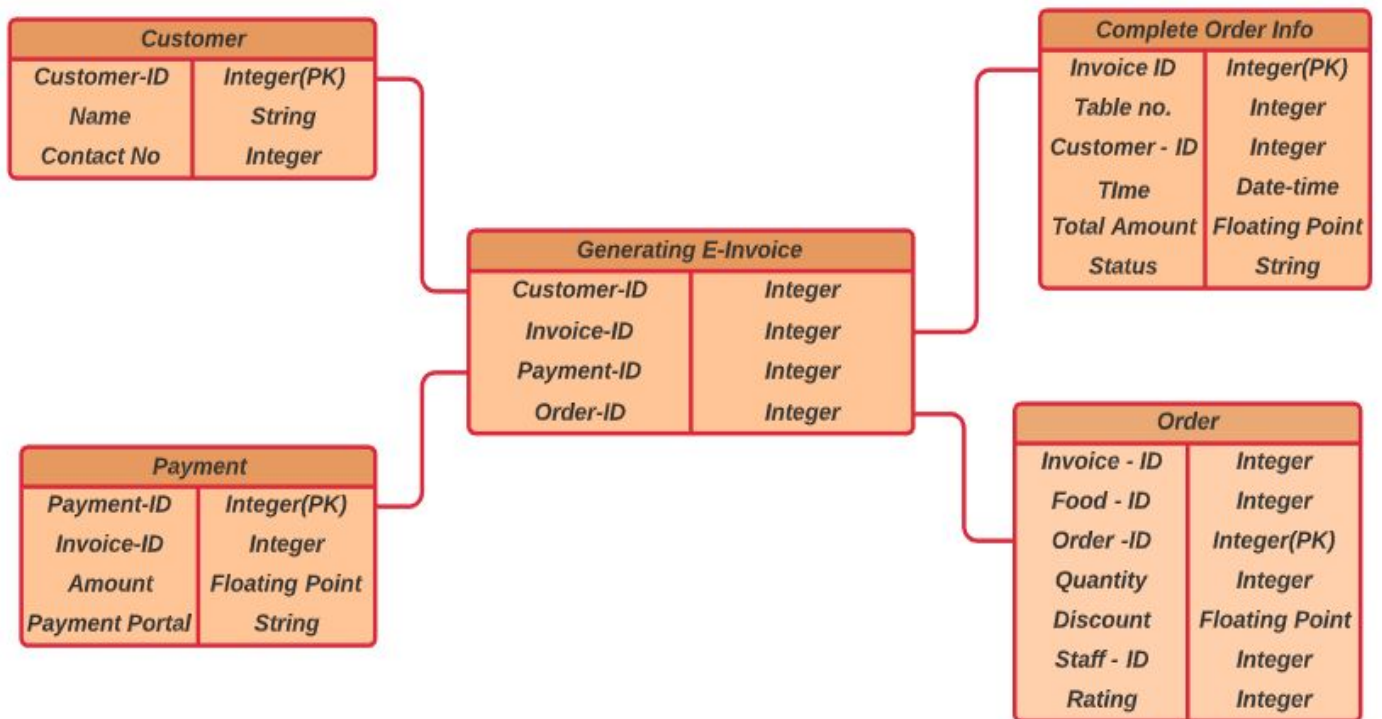 Customer
Customer-ID Integer(PK)
Name String
Contact No Integer
Complete Order Info
Invoice ID Integer(PK)
Table no. Integer
Customer - ID Integer
TIme Date-time
Total Amount Floating Point
Status String
Generating E-Invoice
Customer-ID Integer
Invoice-ID Integer
Payment-ID Integer
Order-ID Integer
Payment
Payment-ID Integer(PK)
Invoice-ID Integer
Amount Floating Point
Payment Portal String
Order
Invoice - ID Integer
Food - ID Integer
Order -ID Integer(PK)
Quantity Integer
Discount Floating Point
Staff - ID Integer
Rating Integer